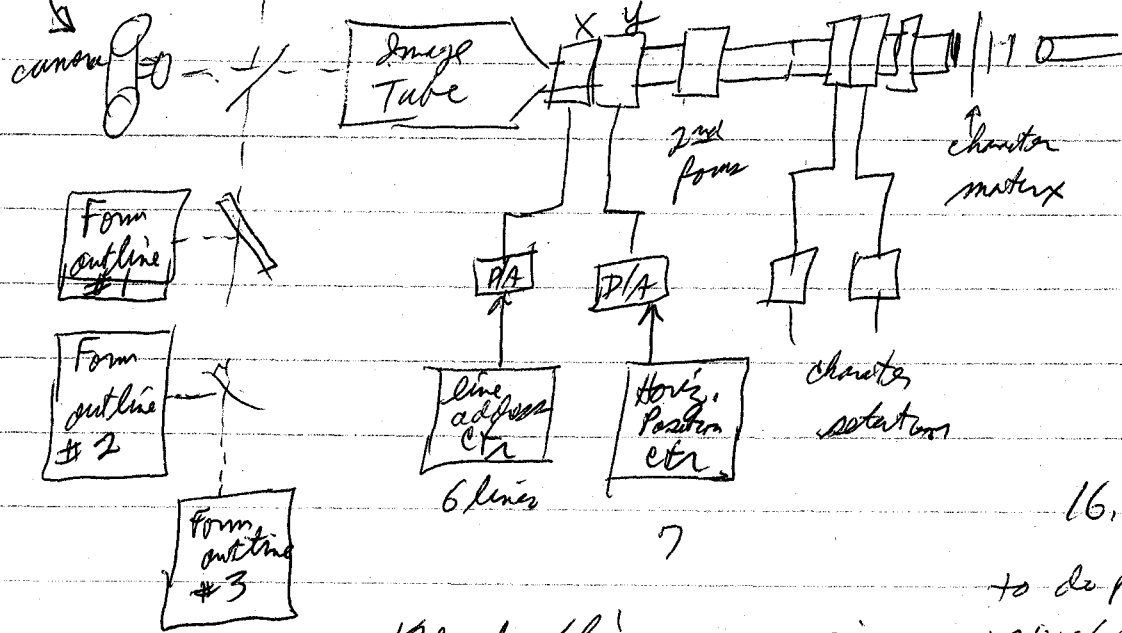 X y
camera
Image
Tube
2nd
focus
character
matrix
Form
outline
#1
D/A
D/A
Form
outline
#2
line
address
Ctr
Horiz.
Position
Ctr
character
selection
6 lines
7
Form
outline
#3
16.
to do